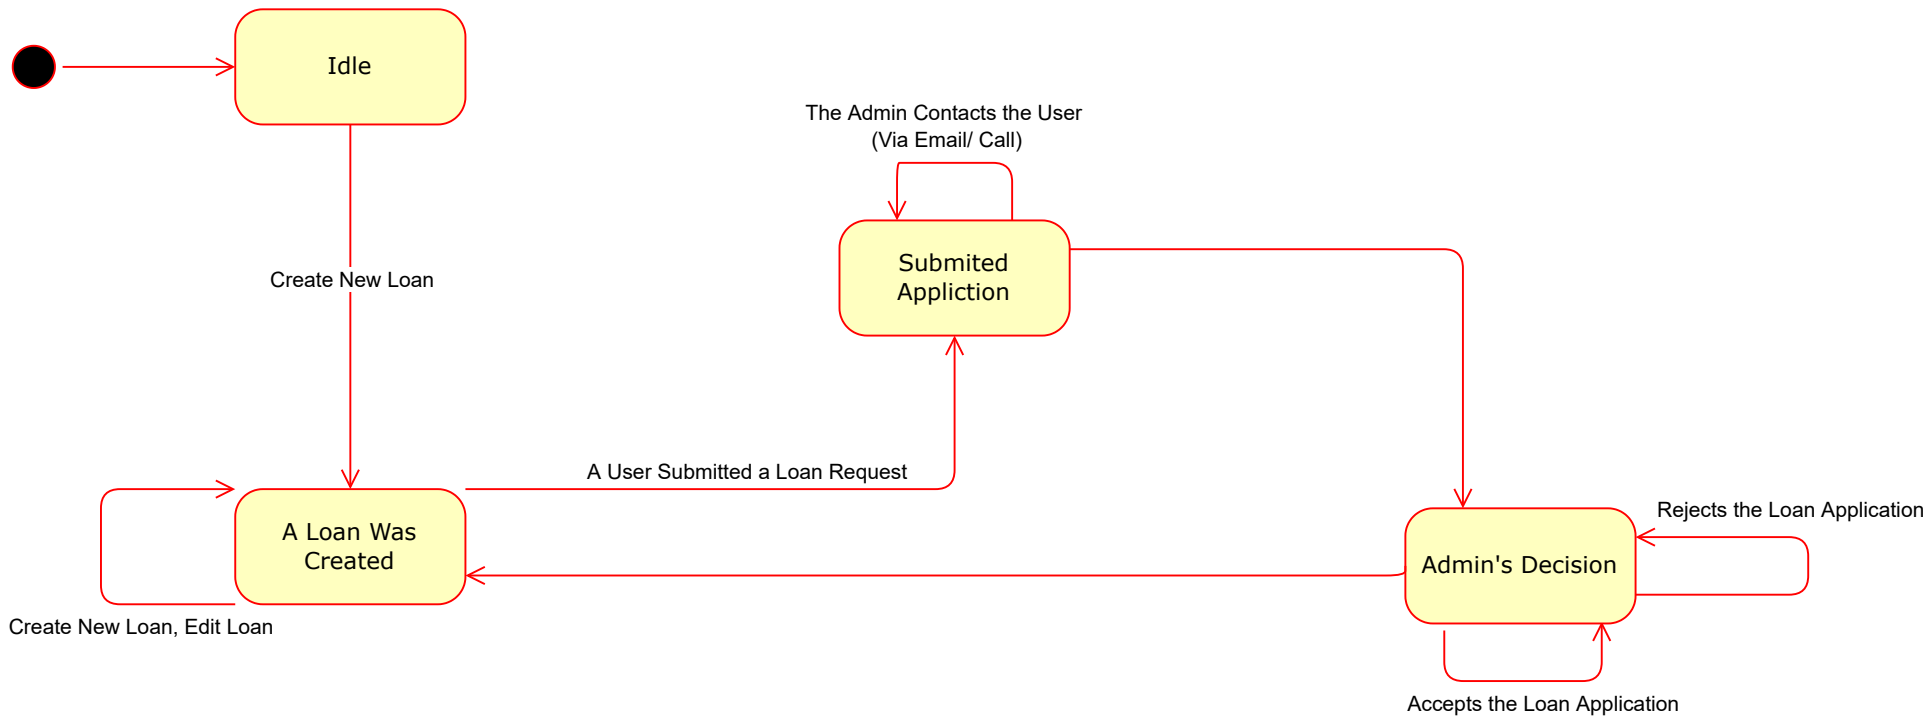 Idle
The Admin Contacts the User
(Via Email/ Call)
Submited
Appliction
Create New Loan
A User Submitted a Loan Request
A Loan Was
Created
Rejects the Loan Application
Admin's Decision
Create New Loan, Edit Loan
Accepts the Loan Application